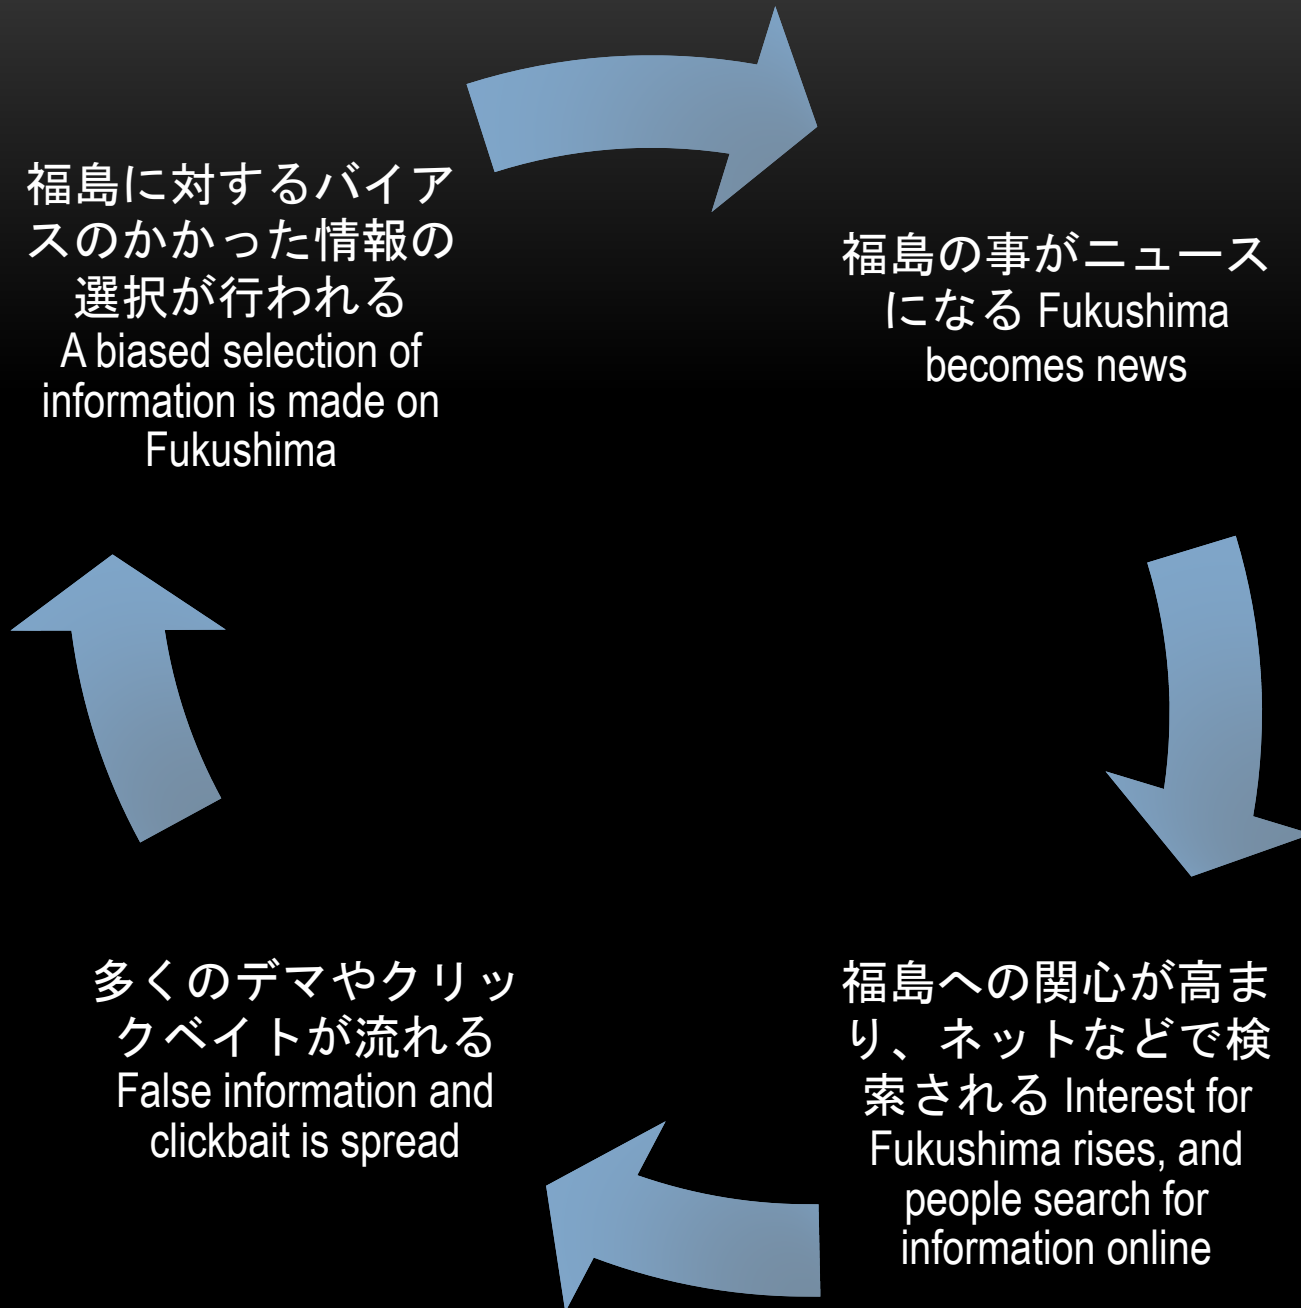 福島に対するバイア
スのかかった情報の
選択が行われる
A biased selection of
information is made on
Fukushima
福島の事がニュース
になる Fukushima
becomes news
福島への関心が高ま
り、ネットなどで検
索される Interest for
Fukushima rises, and
people search for
information online
多くのデマやクリッ
クベイトが流れる
False information and
clickbait is spread